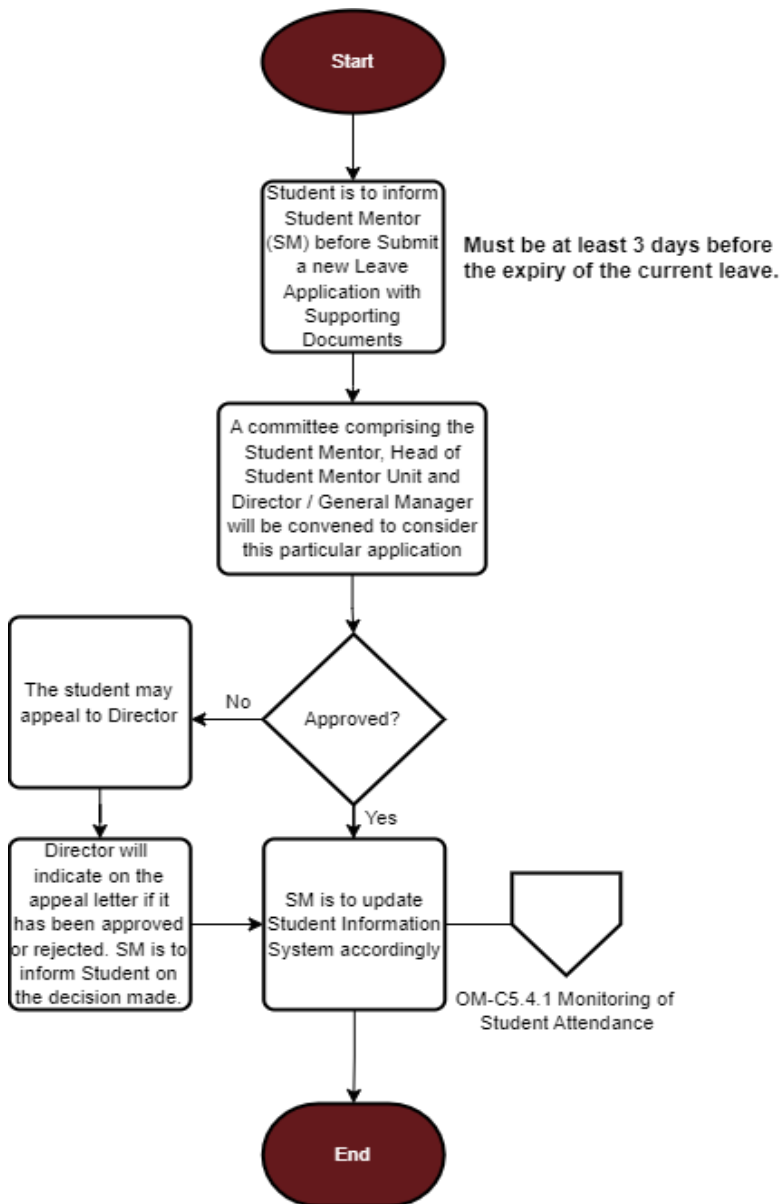 Start
Student is to inform
Student Mentor
(SM) before Submit
a new Leave
Application with
Supporting
Documents
Must be at least 3 days before
the expiry of the current leave.
A committee comprising the
Student Mentor, Head of
Student Mentor Unit and
Director / General Manager
will be convened to consider
this particular application
The student may
appeal to Director
No
Approved?
Yes
Director will
indicate on the
appeal letter if it
has been approved
or rejected. SM is to
inform Student on
the decision made.
SM is to update
Student Information
System accordingly
OM-C5.4.1 Monitoring of
Student Attendance
End